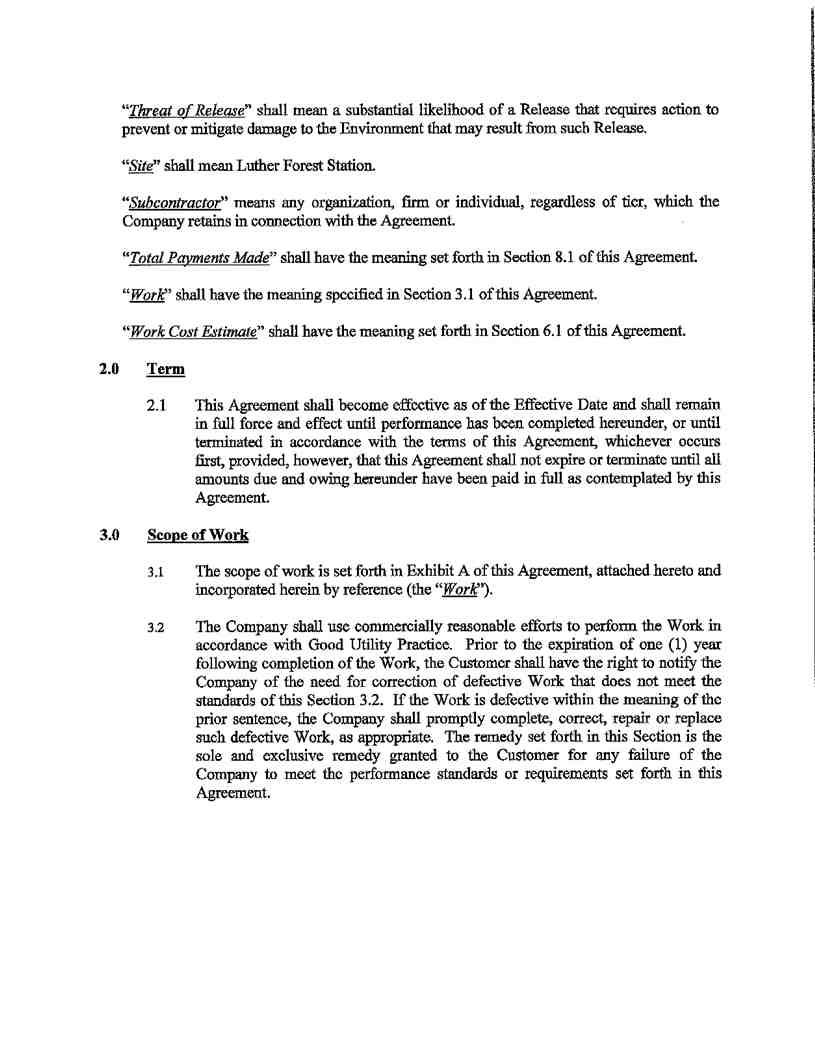 “Threat of Release” shall mean a substantial likelihood of a Release that requires action to
prevent or mitigate damage to the Environment that may result from such Release.
“Site” shall mean Luther Forest Station.
“Subcontractor” means any organization, firm or individual, regardless of tier, which the
Company retains in connection with the Agreement.
“Total Payments Made” shall have the meaning set forth in Section 8.1 of this Agreement.
“Work” shall have the meaning specified in Section 3.1 of this Agreement.
“Work Cost Estimate” shall have the meaning set forth in Section 6.1 of this Agreement.
2.0 Term
2.1 This Agreement shall become effective as of the Effective Date and shall remain
in full force and effect until performance has been completed hereunder, or until
terminated in accordance with the terms of this Agreement, whichever occurs
first, provided, however, that this Agreement shall not expire or terminate until all
amounts due and owing hereunder have been paid in full as contemplated by this
Agreement.
3.0 Scope of Work
3.1 The scope of work is set forth in Exhibit A of this Agreement, attached hereto and
incorporated herein by reference (the “Work”).
3.2 The Company shall use commercially reasonable efforts to perform the Work in
accordance with Good Utility Practice. Prior to the expiration of one (1) year
following completion of the Work, the Customer shall have the right to notify the
Company of the need for correction of defective Work that does not meet the
standards of this Section 3.2. If the Work is defective within the meaning of the
prior sentence, the Company shall promptly complete, correct, repair or replace
such defective Work, as appropriate. The remedy set forth in this Section is the
sole and exclusive remedy granted to the Customer for any failure of the
Company to meet the performance standards or requirements set forth in this
Agreement.